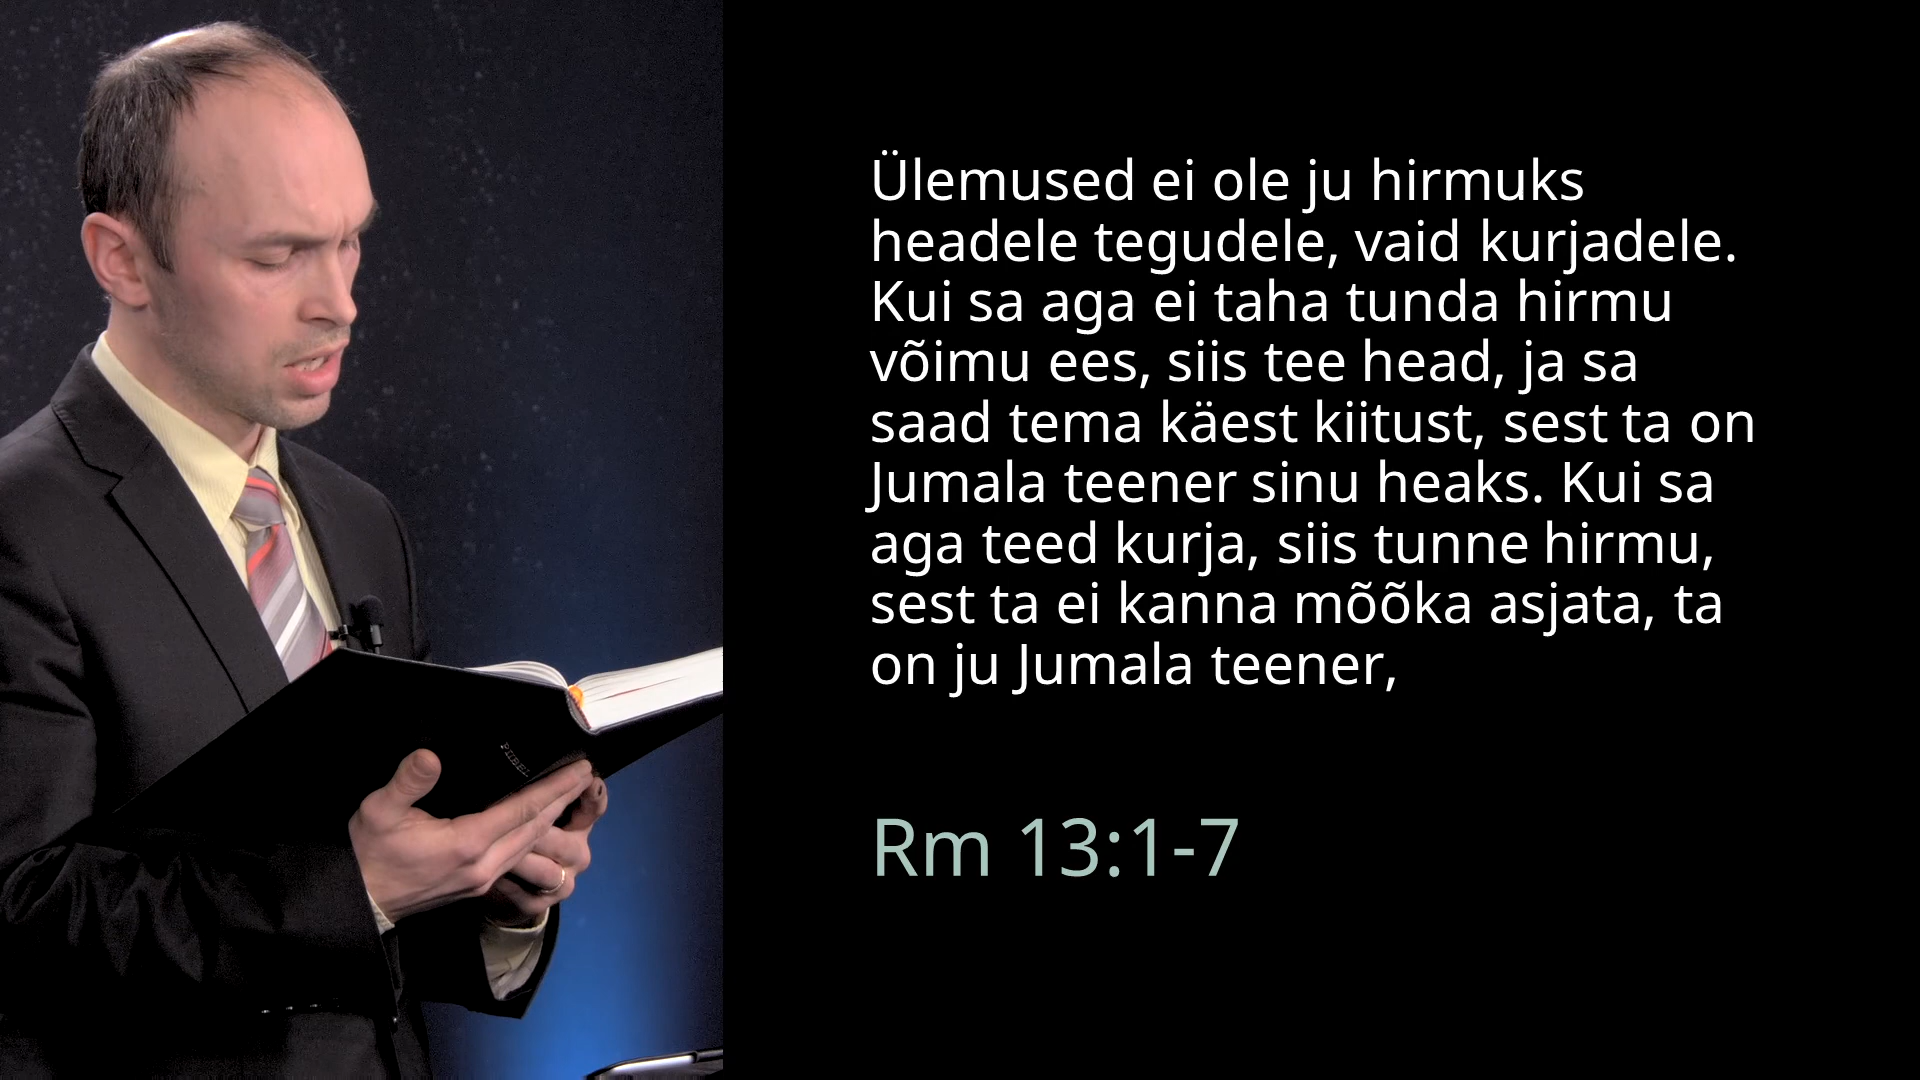 Ülemused ei ole ju hirmuks
headele tegudele, vaid kurjadele.
Kui sa aga ei taha tunda hirmu
võimu ees, siis tee head, ja sa
saad tema käest kiitust, sest ta on
Jumala teener sinu heaks. Kui sa
aga teed kurja, siis tunne hirmu,
sest ta ei kanna mõõka asjata, ta
on ju Jumala teener,
Rm 13:1-7
PIIBEL